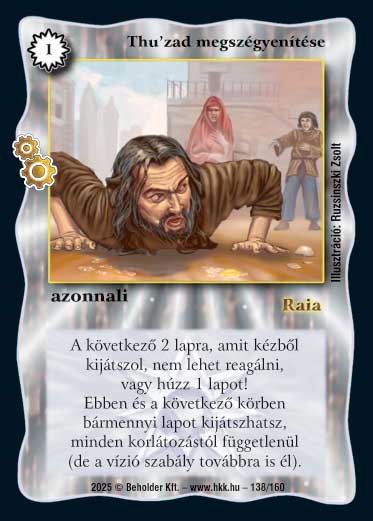 1
Thu'zad megszégyenítése
Illusztráció: Ruzsinszki Zsolt
azonnali
Raia
A következő 2 lapra, amit kézből
kijátszol, nem lehet reagálni,
vagy húzz 1 lapot!
Ebben és a következő körben
bármennyi lapot kijátszhatsz,
minden korlátozástól függetlenül
(de a vízió szabály továbbra is él).
2025 © Beholder Kft. – www.hkk.hu – 138/160